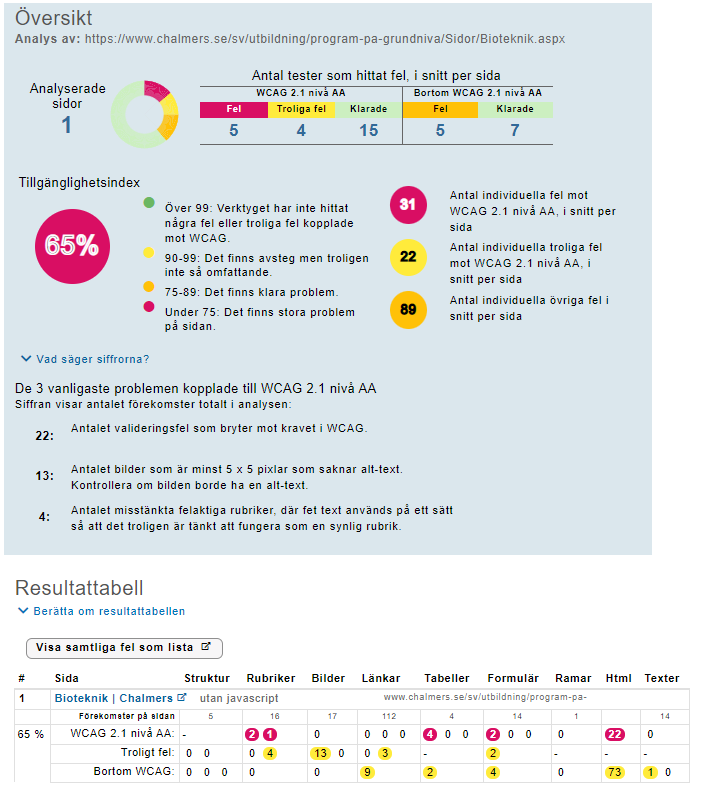 Översikt
Analys av: https://www.chalmers.se/sv/utbildning/program-pa-grundniva/Sidor/Bioteknik.aspx
Analyserade
sidor
1
Antal tester som hittat fel, i snitt per sida
WCAG 2.1 nivå AA Bortom WCAG 2.1 nivå AA
Fel Troliga fel Klarade Fel Klarade
5 4 15 5 7
Tillgänglighetsindex
65%
Över 99: Verktyget har inte hittat
några fel eller troliga fel kopplade
mot WCAG.
90-99: Det finns avsteg men troligen
inte så omfattande.
75-89: Det finns klara problem.
Under 75: Det finns stora problem
på sidan.
31
Antal individuella fel mot
WCAG 2.1 nivå AA, i snitt per
sida
22
Antal individuella troliga fel
mot WCAG 2.1 nivå AA, i
snitt per sida
89
Antal individuella övriga fel i
snitt per sida
Vad säger siffrorna?
De 3 vanligaste problemen kopplade till WCAG 2.1 nivå AA
Siffran visar antalet förekomster totalt i analysen:
22: Antalet valideringsfel som bryter mot kravet i WCAG.
13: Antalet bilder som är minst 5 x 5 pixlar som saknar alt-text.
Kontrollera om bilden borde ha en alt-text.
4: Antalet misstänkta felaktiga rubriker, där fet text används på ett sätt
så att det troligen är tänkt att fungera som en synlig rubrik.
Resultattabell
Berätta om resultattabellen
Visa samtliga fel som lista
# Sida Struktur Rubriker Bilder Länkar Tabeller Formulär Ramar Html Texter
1 Bioteknik | Chalmers utan javascript www.chalmers.se/sv/utbildning/program-pa-
Förekomster på sidan 5 16 17 112 4 14 1 14
65 % WCAG 2.1 nivå AA: - 2 1 0 0 0 0 4 0 2 0 0 0 22 0
Troligt fel: 0 0 0 4 13 0 0 3 - 2 - - -
Bortom WCAG: 0 0 0 0 0 9 2 4 0 73 1 0